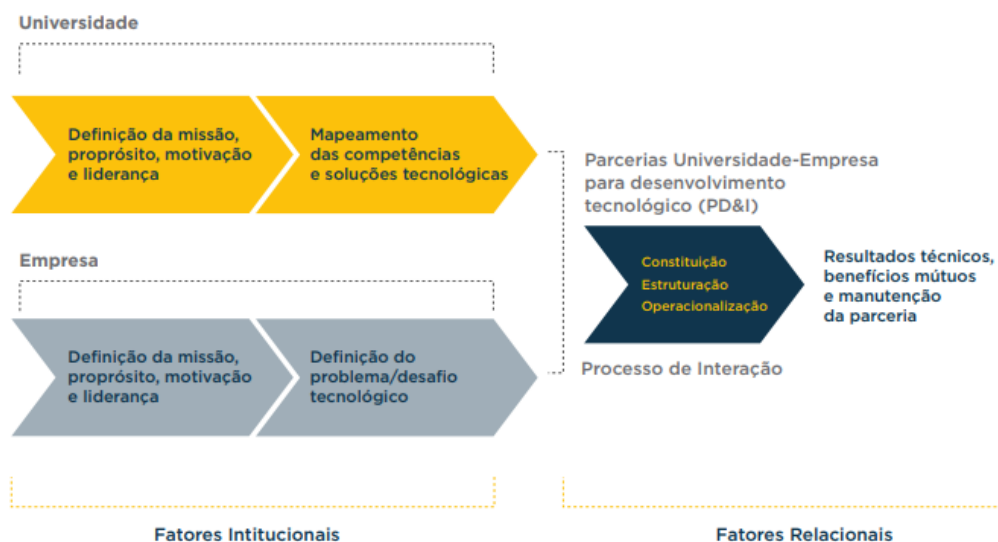 Universidade
Definição da missão,
proprósito, motivação
e liderança
Mapeamento
das competências
e soluções tecnológicas
Empresa
Definição da missão,
proprósito, motivação
e liderança
Definição do
problema/desafio
tecnológico
Parcerias Universidade-Empresa
para desenvolvimento
tecnológico (PD&I)
Constituição
Estruturação
Operacionalização
Processo de Interação
Resultados técnicos,
benefícios mútuos
e manutenção
da parceria
Fatores Intitucionais
Fatores Relacionais